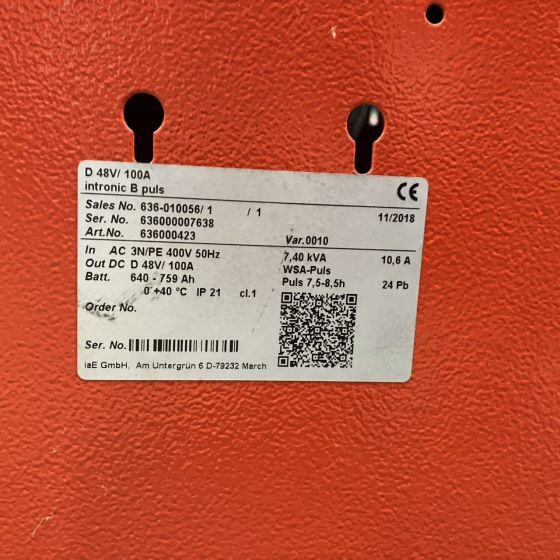 D 48V/ 100A
intronic B puls
CE
Sales No. 636-010056/ 1 / 1 11/2018
Ser. No. 636000007638
Art.No. 636000423 Var.0010
In AC 3N/PE 400V 50Hz 7,40 kVA 10,6 A
Out DC D 48V/ 100A WSA-Puls
Batt. 640 - 759 Ah Puls 7,5-8,5h 24 Pb
0 +40 °C IP 21 cl.1
Order No.
Ser. No.
iaE GmbH, Am Untergrün 6 D-79232 March